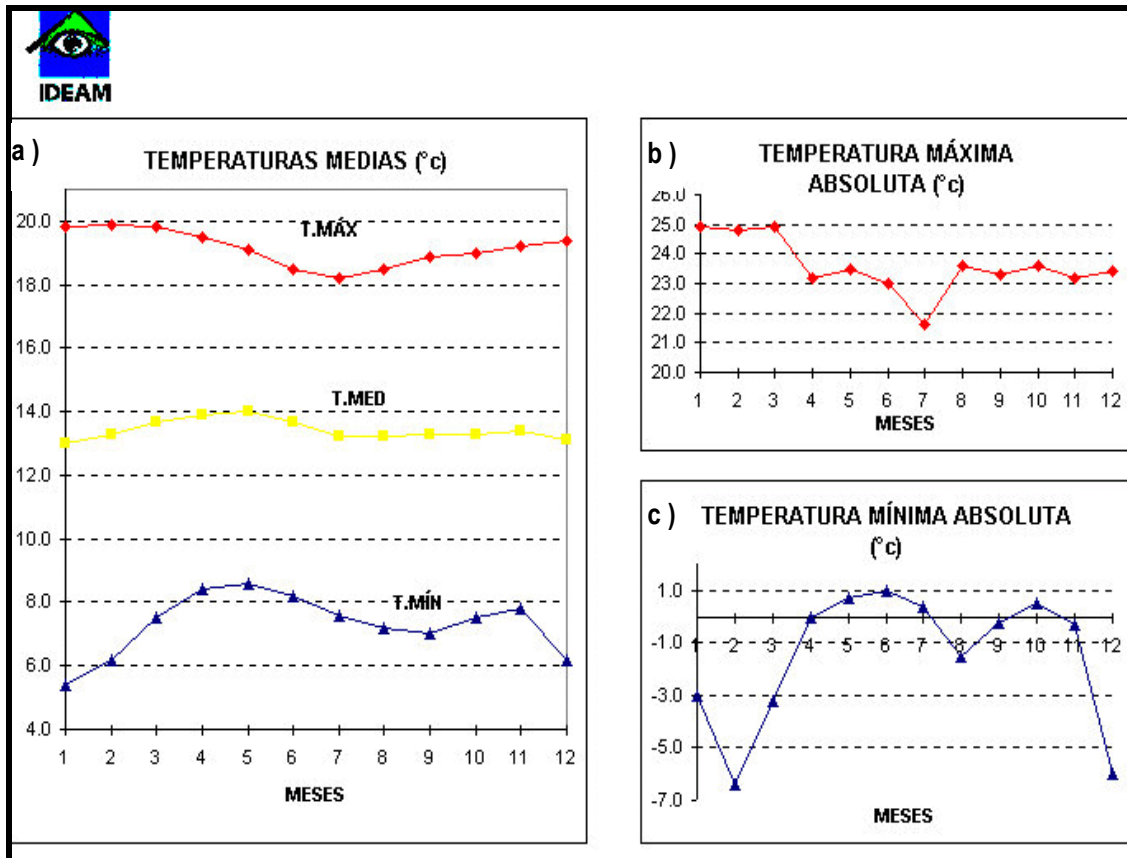 IDEAM
a )
TEMPERATURAS MEDIAS (°c)
20.0
18.0
16.0
14.0
12.0
10.0
8.0
6.0
4.0
T.MÁX
T.MED
T.MÍN
1 2 3 4 5 6 7 8 9 10 11 12
MESES
b )
TEMPERATURA MÁXIMA
ABSOLUTA (°c)
26.0
25.0
24.0
23.0
22.0
21.0
20.0
1 2 3 4 5 6 7 8 9 10 11 12
MESES
c )
TEMPERATURA MÍNIMA ABSOLUTA
(°c)
1.0
-1.0
-3.0
-5.0
-7.0
1 2 3 4 5 6 7 8 9 10 11 12
MESES